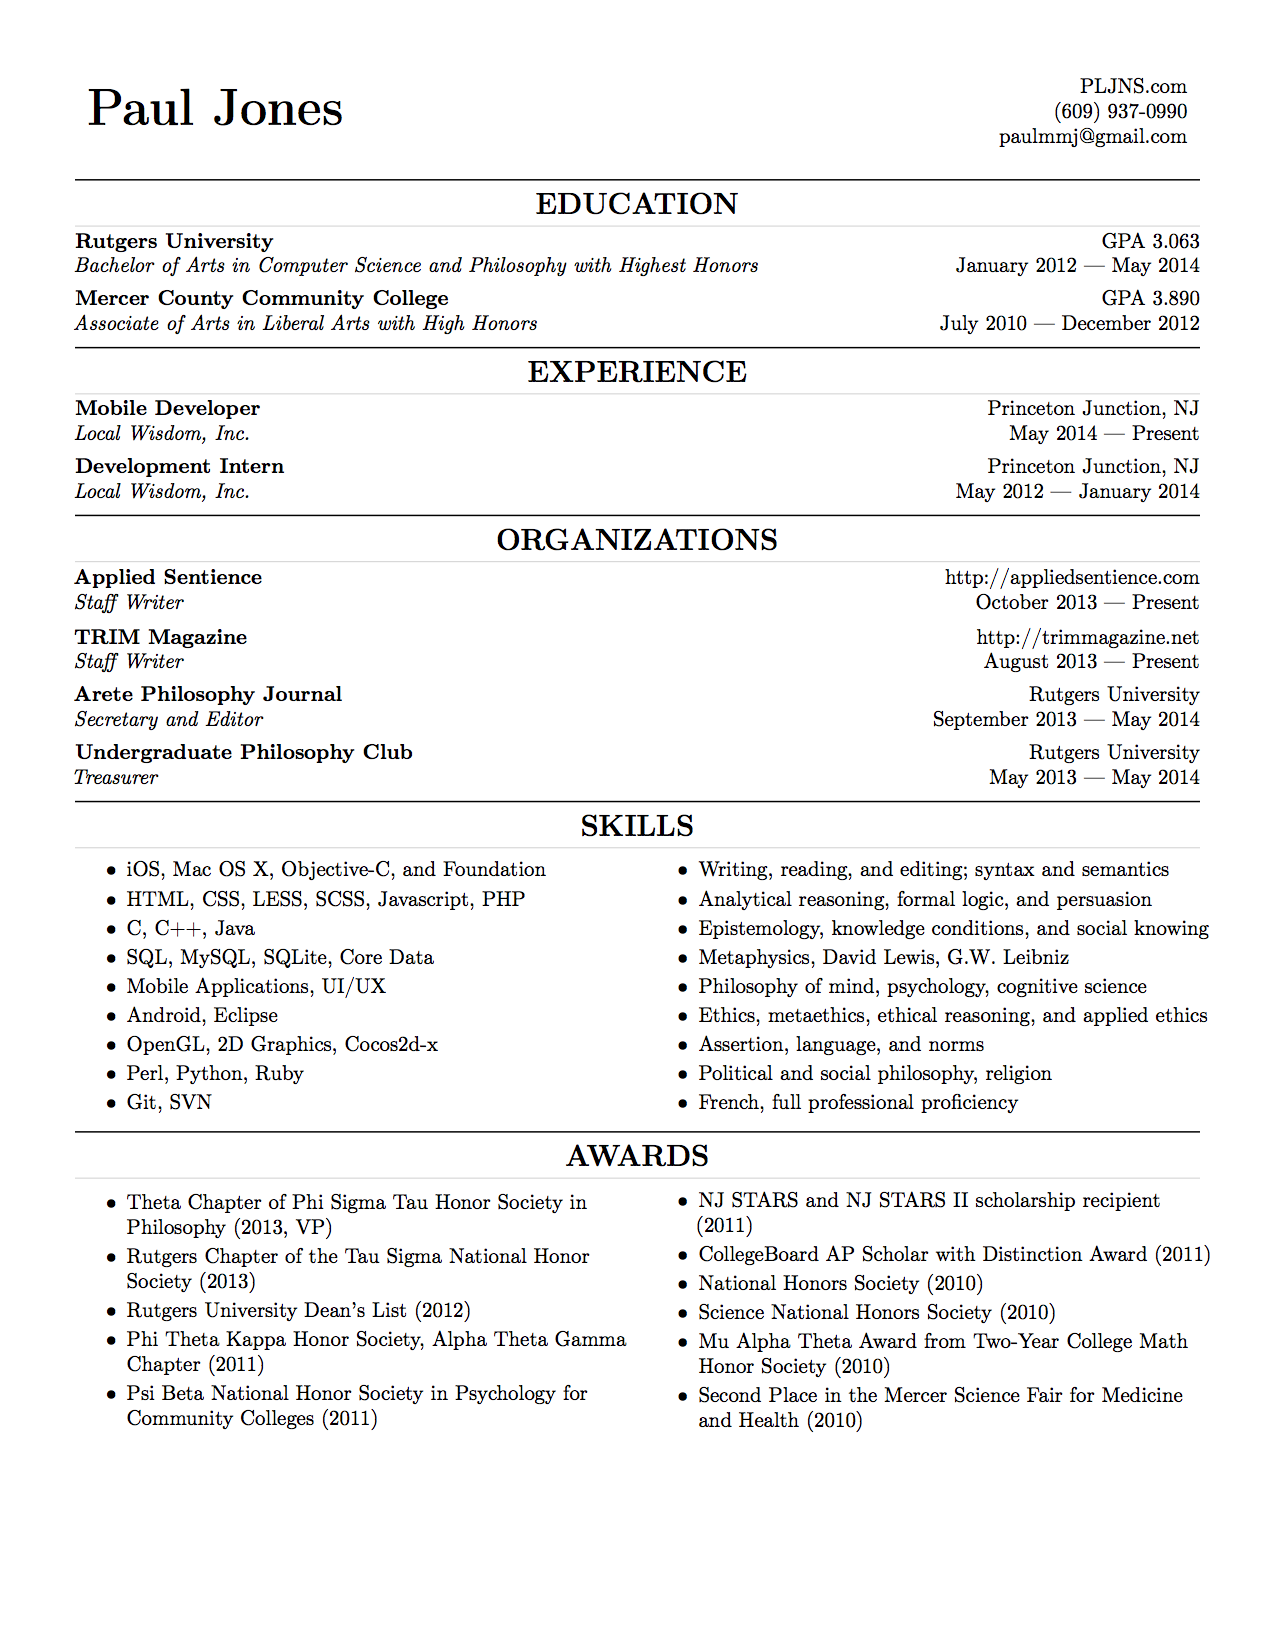 Paul Jones
PLJNS.com
(609) 937-0990
paulmmj@gmail.com
EDUCATION
Rutgers University GPA 3.063
Bachelor of Arts in Computer Science and Philosophy with Highest Honors January 2012 — May 2014
Mercer County Community College GPA 3.890
Associate of Arts in Liberal Arts with High Honors July 2010 — December 2012
EXPERIENCE
Mobile Developer Princeton Junction, NJ
Local Wisdom, Inc. May 2014 — Present
Development Intern Princeton Junction, NJ
Local Wisdom, Inc. May 2012 — January 2014
ORGANIZATIONS
Applied Sentience http://appliedsentience.com
Staff Writer October 2013 — Present
TRIM Magazine http://trimmagazine.net
Staff Writer August 2013 — Present
Arete Philosophy Journal Rutgers University
Secretary and Editor September 2013 — May 2014
Undergraduate Philosophy Club Rutgers University
Treasurer May 2013 — May 2014
SKILLS
• iOS, Mac OS X, Objective-C, and Foundation
• HTML, CSS, LESS, SCSS, Javascript, PHP
• C, C++, Java
• SQL, MySQL, SQLite, Core Data
• Mobile Applications, UI/UX
• Android, Eclipse
• OpenGL, 2D Graphics, Cocos2d-x
• Perl, Python, Ruby
• Git, SVN
• Writing, reading, and editing; syntax and semantics
• Analytical reasoning, formal logic, and persuasion
• Epistemology, knowledge conditions, and social knowing
• Metaphysics, David Lewis, G.W. Leibniz
• Philosophy of mind, psychology, cognitive science
• Ethics, metaethics, ethical reasoning, and applied ethics
• Assertion, language, and norms
• Political and social philosophy, religion
• French, full professional proficiency
AWARDS
• Theta Chapter of Phi Sigma Tau Honor Society in
Philosophy (2013, VP)
• Rutgers Chapter of the Tau Sigma National Honor
Society (2013)
• Rutgers University Dean's List (2012)
• Phi Theta Kappa Honor Society, Alpha Theta Gamma
Chapter (2011)
• Psi Beta National Honor Society in Psychology for
Community Colleges (2011)
• NJ STARS and NJ STARS II scholarship recipient
(2011)
• CollegeBoard AP Scholar with Distinction Award (2011)
• National Honors Society (2010)
• Science National Honors Society (2010)
• Mu Alpha Theta Award from Two-Year College Math
Honor Society (2010)
• Second Place in the Mercer Science Fair for Medicine
and Health (2010)